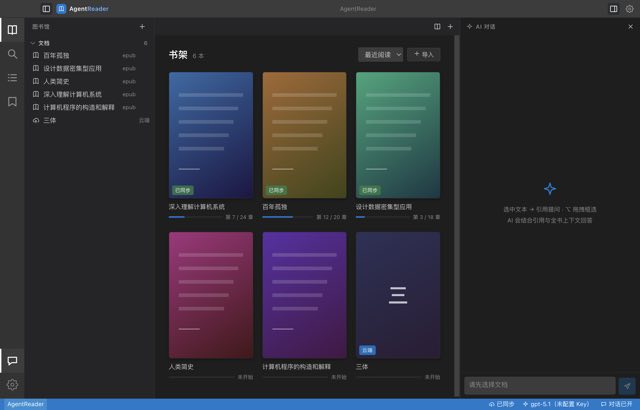 AgentReader
AgentReader
图书馆
文档 6
百年孤独 epub
设计数据密集型应用 epub
人类简史 epub
深入理解计算机系统 epub
计算机程序的构造和解释 epub
三体 云端
书架 6 本
最近阅读
+ 导入
已同步
已同步
已同步
深入理解计算机系统
百年孤独
设计数据密集型应用
第 7 / 24 章
第 12 / 20 章
第 3 / 18 章
三
云端
人类简史
计算机程序的构造和解释
三体
未开始
未开始
未开始
AI 对话
选中文本 → 引用提问 · ⌥ 拖拽框选
AI 会结合引用与全书上下文回答
请先选择文档
AgentReader
已同步
gpt-5.1（未配置 Key）
对话已开